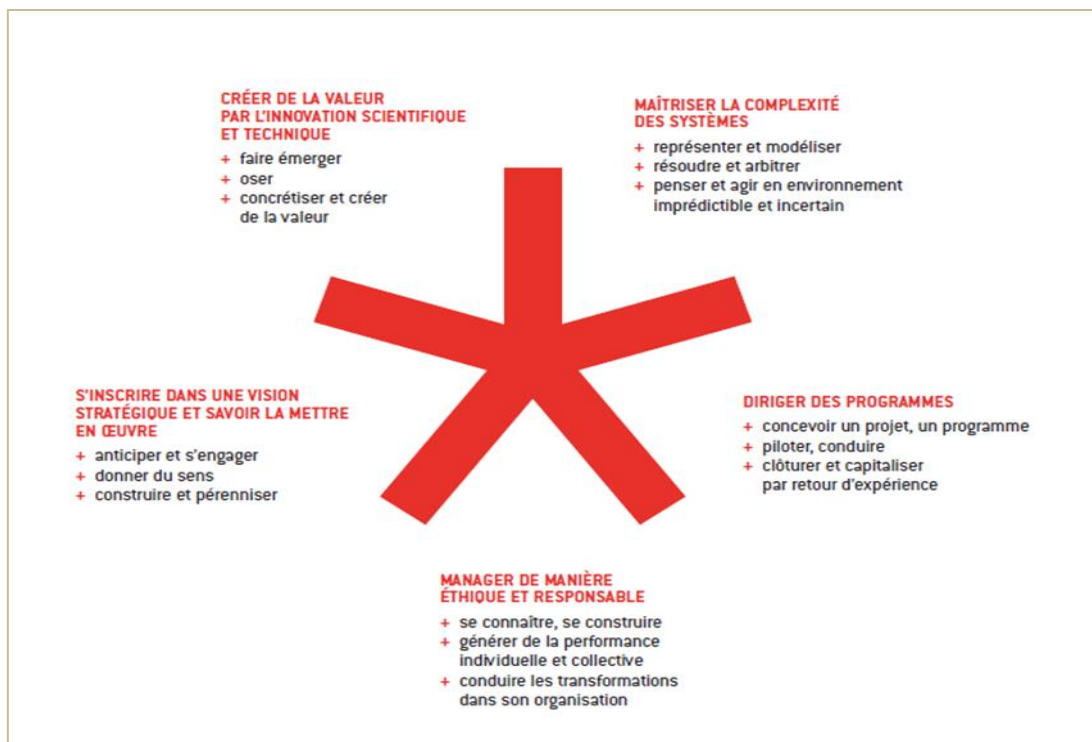 CRÉER DE LA VALEUR
PAR L'INNOVATION SCIENTIFIQUE
ET TECHNIQUE
+ faire émerger
+ oser
+ concrétiser et créer
de la valeur
MAÎTRISER LA COMPLEXITÉ
DES SYSTÈMES
+ représenter et modéliser
+ résoudre et arbitrer
+ penser et agir en environnement
imprédictible et incertain
S'INSCRIRE DANS UNE VISION
STRATÉGIQUE ET SAVOIR LA METTRE
EN ŒUVRE
+ anticiper et s'engager
+ donner du sens
+ construire et pérenniser
DIRIGER DES PROGRAMMES
+ concevoir un projet, un programme
+ piloter, conduire
+ clôturer et capitaliser
par retour d'expérience
MANAGER DE MANIÈRE
ÉTHIQUE ET RESPONSABLE
+ se connaître, se construire
+ générer de la performance
individuelle et collective
+ conduire les transformations
dans son organisation